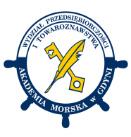 WYDZIAŁ PRZEDSIĘBIORCZOŚCI
I TOWAROZNAWSTWA
AKADEMIA MORSKA w GDYNI